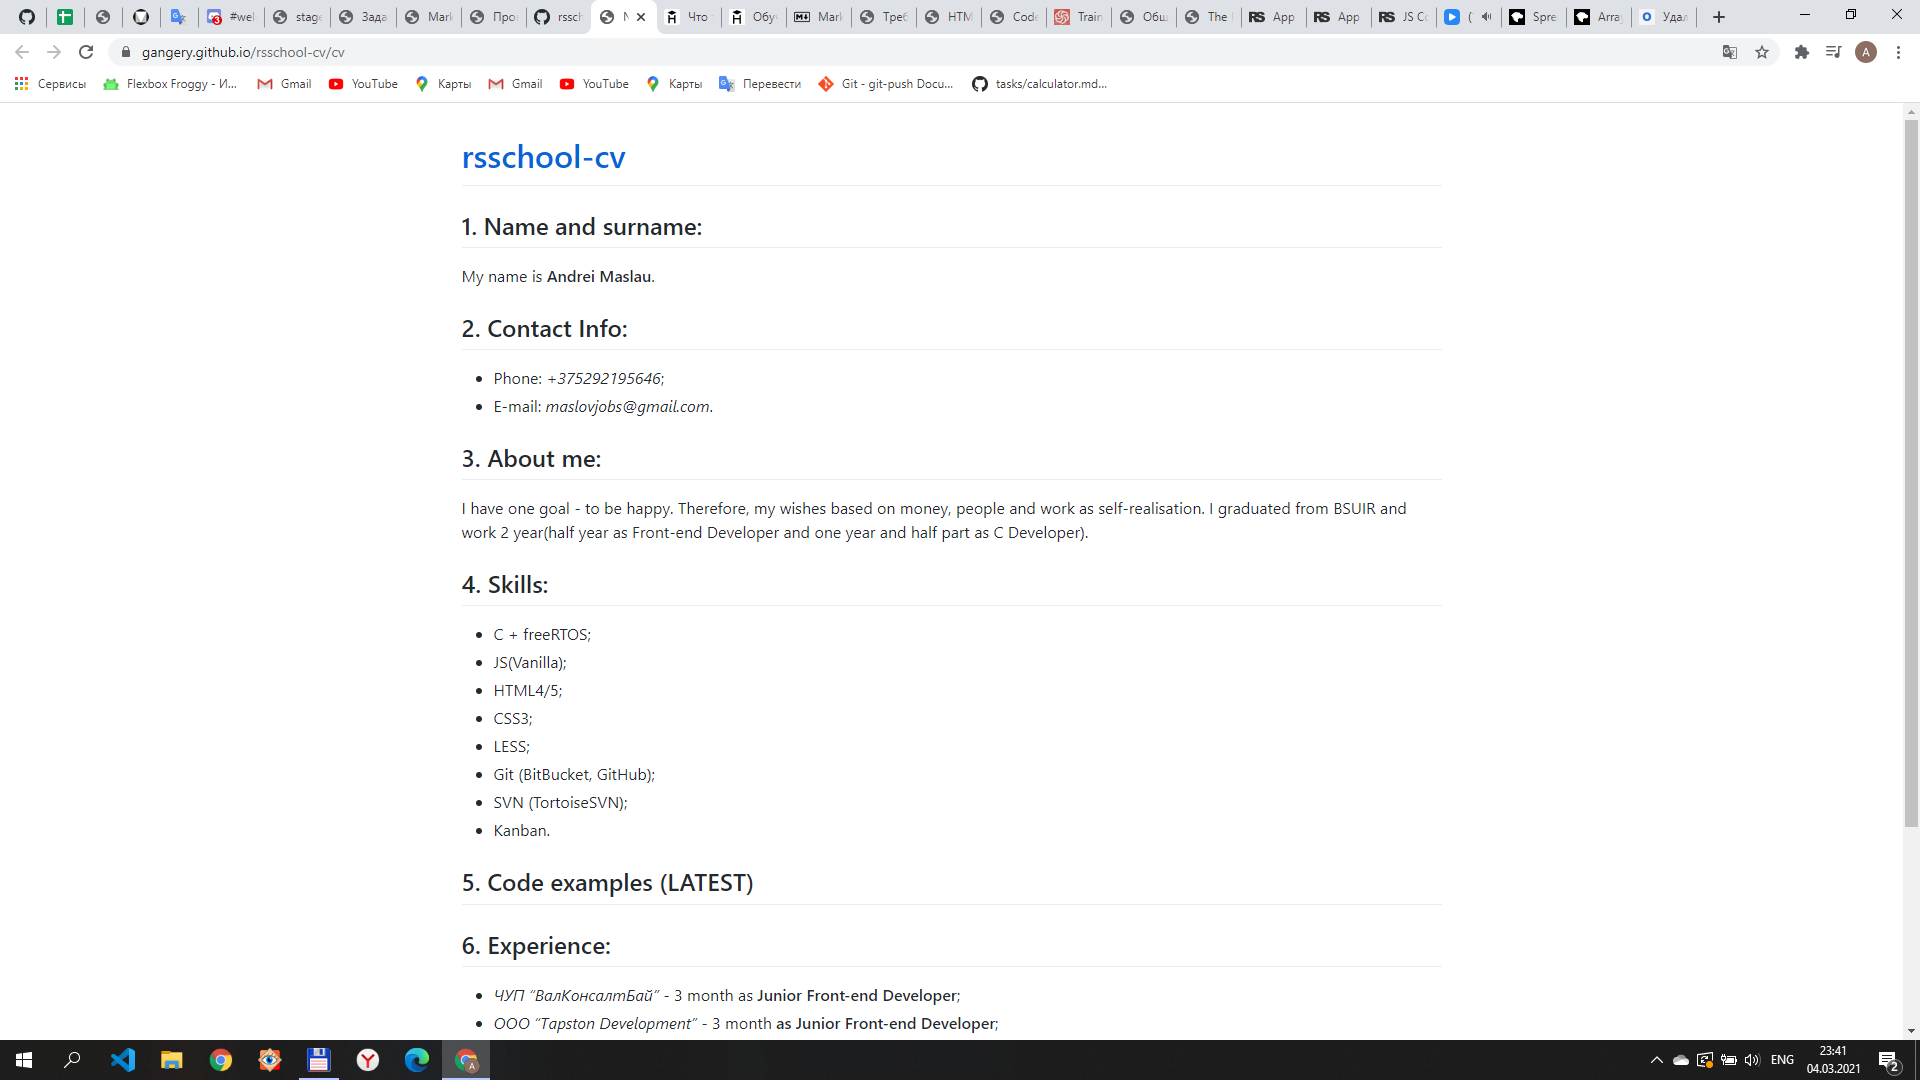 #wel stage Зада Mark Про rssch N Что Обу Mark Треб HTM Code Train Общ The App App JS Co ( Spre Arra Удал
gangery.github.io/rsschool-cv/cv
A
Сервисы Flexbox Froggy - И... Gmail YouTube Карты Gmail YouTube Карты Перевести Git - git-push Docu... tasks/calculator.md...
rsschool-cv
1. Name and surname:
My name is Andrei Maslau.
2. Contact Info:
Phone: +375292195646;
E-mail: maslovjobs@gmail.com.
3. About me:
I have one goal - to be happy. Therefore, my wishes based on money, people and work as self-realisation. I graduated from BSUIR and
work 2 year(half year as Front-end Developer and one year and half part as C Developer).
4. Skills:
C + freeRTOS;
JS(Vanilla);
HTML4/5;
CSS3;
LESS;
Git (BitBucket, GitHub);
SVN (TortoiseSVN);
Kanban.
5. Code examples (LATEST)
6. Experience:
ЧУП “ВалКонсалтБай” - 3 month as Junior Front-end Developer;
ООО “Tapston Development” - 3 month as Junior Front-end Developer;
ENG
23:41
04.03.2021
2